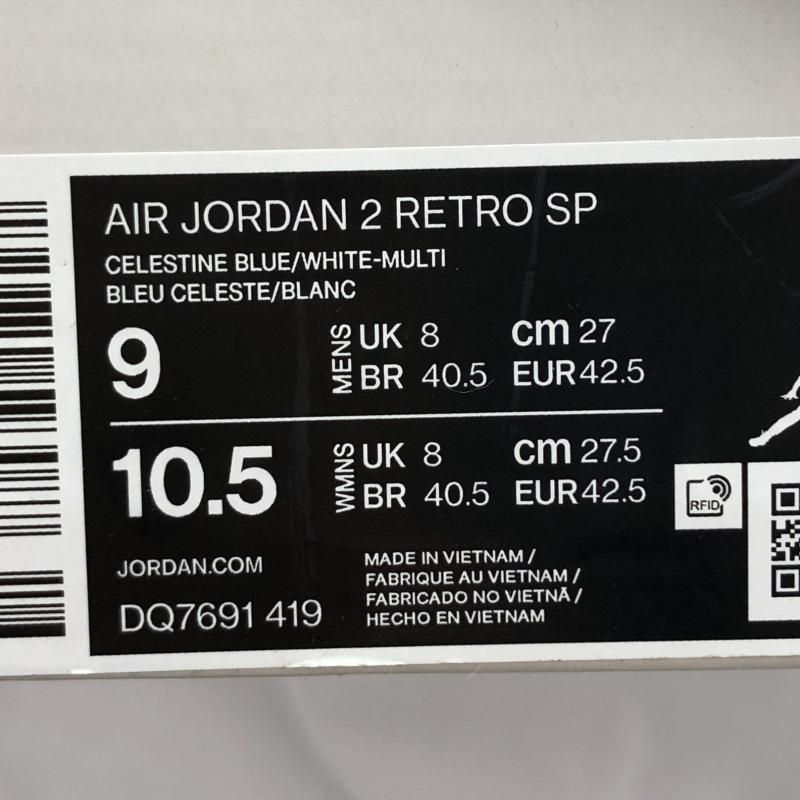 AIR JORDAN 2 RETRO SP
CELESTINE BLUE/WHITE-MULTI
BLEU CELESTE/BLANC
9 MENS UK 8 cm 27
BR 40.5 EUR 42.5
10.5 WMNS UK 8 cm 27.5
BR 40.5 EUR 42.5
RFID
JORDAN.COM
DQ7691 419
MADE IN VIETNAM /
FABRIQUE AU VIETNAM /
FABRICADO NO VIETNÃ /
HECHO EN VIETNAM